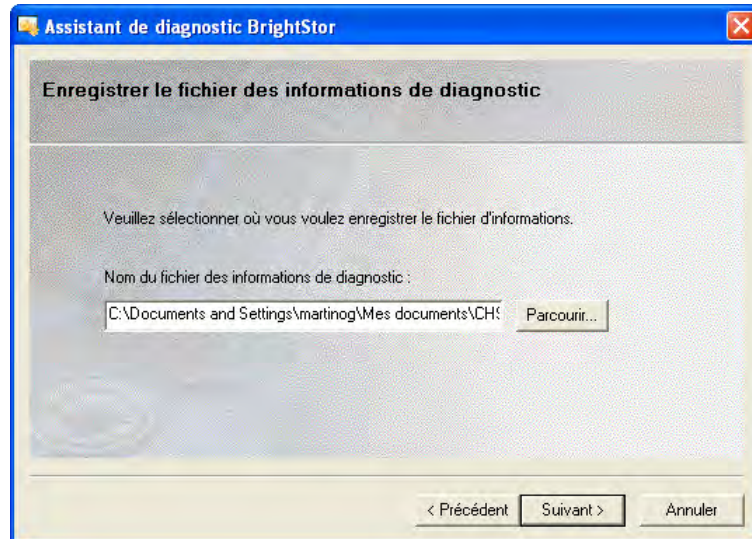 Assistant de diagnostic BrightStor
Enregistrer le fichier des informations de diagnostic
Veuillez sélectionner où vous voulez enregistrer le fichier d'informations.
Nom du fichier des informations de diagnostic :
C:\Documents and Settings\martinog\Mes documents\CHS
Parcourir...
< Précédent
Suivant >
Annuler